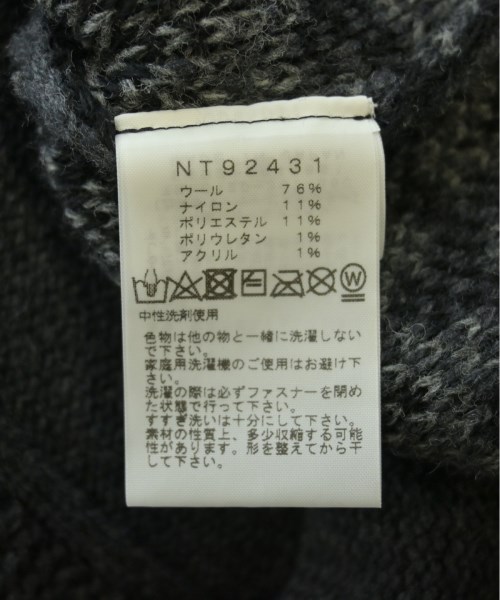 NT92431
ウール 76%
ナイロン 11%
ポリエステル 11%
ポリウレタン 1%
アクリル 1%
W
中性洗剤使用
色物は他の物と一緒に洗濯しない
で下さい。
家庭用洗濯機のご使用はお避け下
さい。
洗濯の際は必ずファスナーを閉め
た状態で行って下さい。
すすぎ洗いは十分にして下さい。
素材の性質上、多少収縮する可能
性があります。形を整えてから干
して下さい。